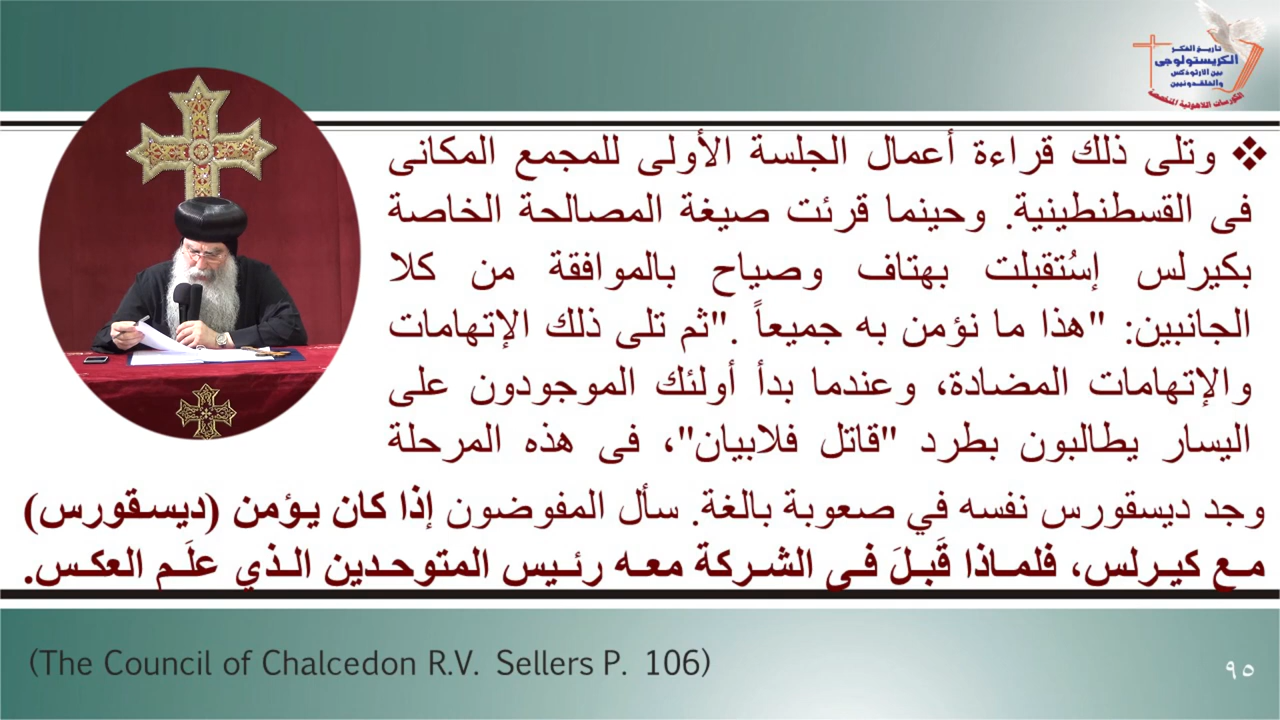 تاريخ الفكر
الكريستولوجى
بين الارثوذكس
والخلقدونيين
الكورسات اللاهوتية المتخصصة
❖ وتلى ذلك قراءة أعمال الجلسة الأولى للمجمع المكانى
فى القسطنطينية. وحينما قرئت صيغة المصالحة الخاصة
بكيرلس إستُقبلت بهتاف وصياح بالموافقة من كلا
الجانبين: "هذا ما نؤمن به جميعاً ."ثم تلى ذلك الإتهامات
والإتهامات المضادة، وعندما بدأ أولئك الموجودون على
اليسار يطالبون بطرد "قاتل فلابيان"، فى هذه المرحلة
وجد ديسقورس نفسه في صعوبة بالغة. سأل المفوضون إذا كان يؤمن (ديسقورس)
مع كيرلس، فلماذا قَبلَ فى الشركة معه رئيس المتوحدين الذي علَم العكس.
(The Council of Chalcedon R.V. Sellers P. 106)
٩٥